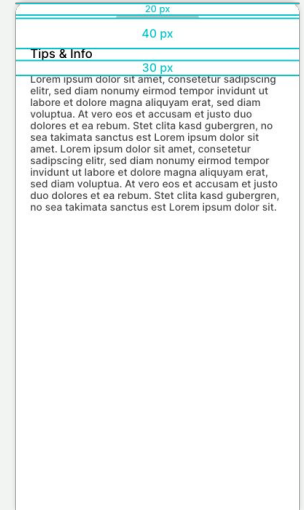 20 px
40 px
Tips & Info
30 px
Lorem ipsum dolor sit amet, consetetur sadipscing
elitr, sed diam nonumy eirmod tempor invidunt ut
labore et dolore magna aliquyam erat, sed diam
voluptua. At vero eos et accusam et justo duo
dolores et ea rebum. Stet clita kasd gubergren, no
sea takimata sanctus est Lorem ipsum dolor sit
amet. Lorem ipsum dolor sit amet, consetetur
sadipscing elitr, sed diam nonumy eirmod tempor
invidunt ut labore et dolore magna aliquyam erat,
sed diam voluptua. At vero eos et accusam et justo
duo dolores et ea rebum. Stet clita kasd gubergren,
no sea takimata sanctus est Lorem ipsum dolor sit.